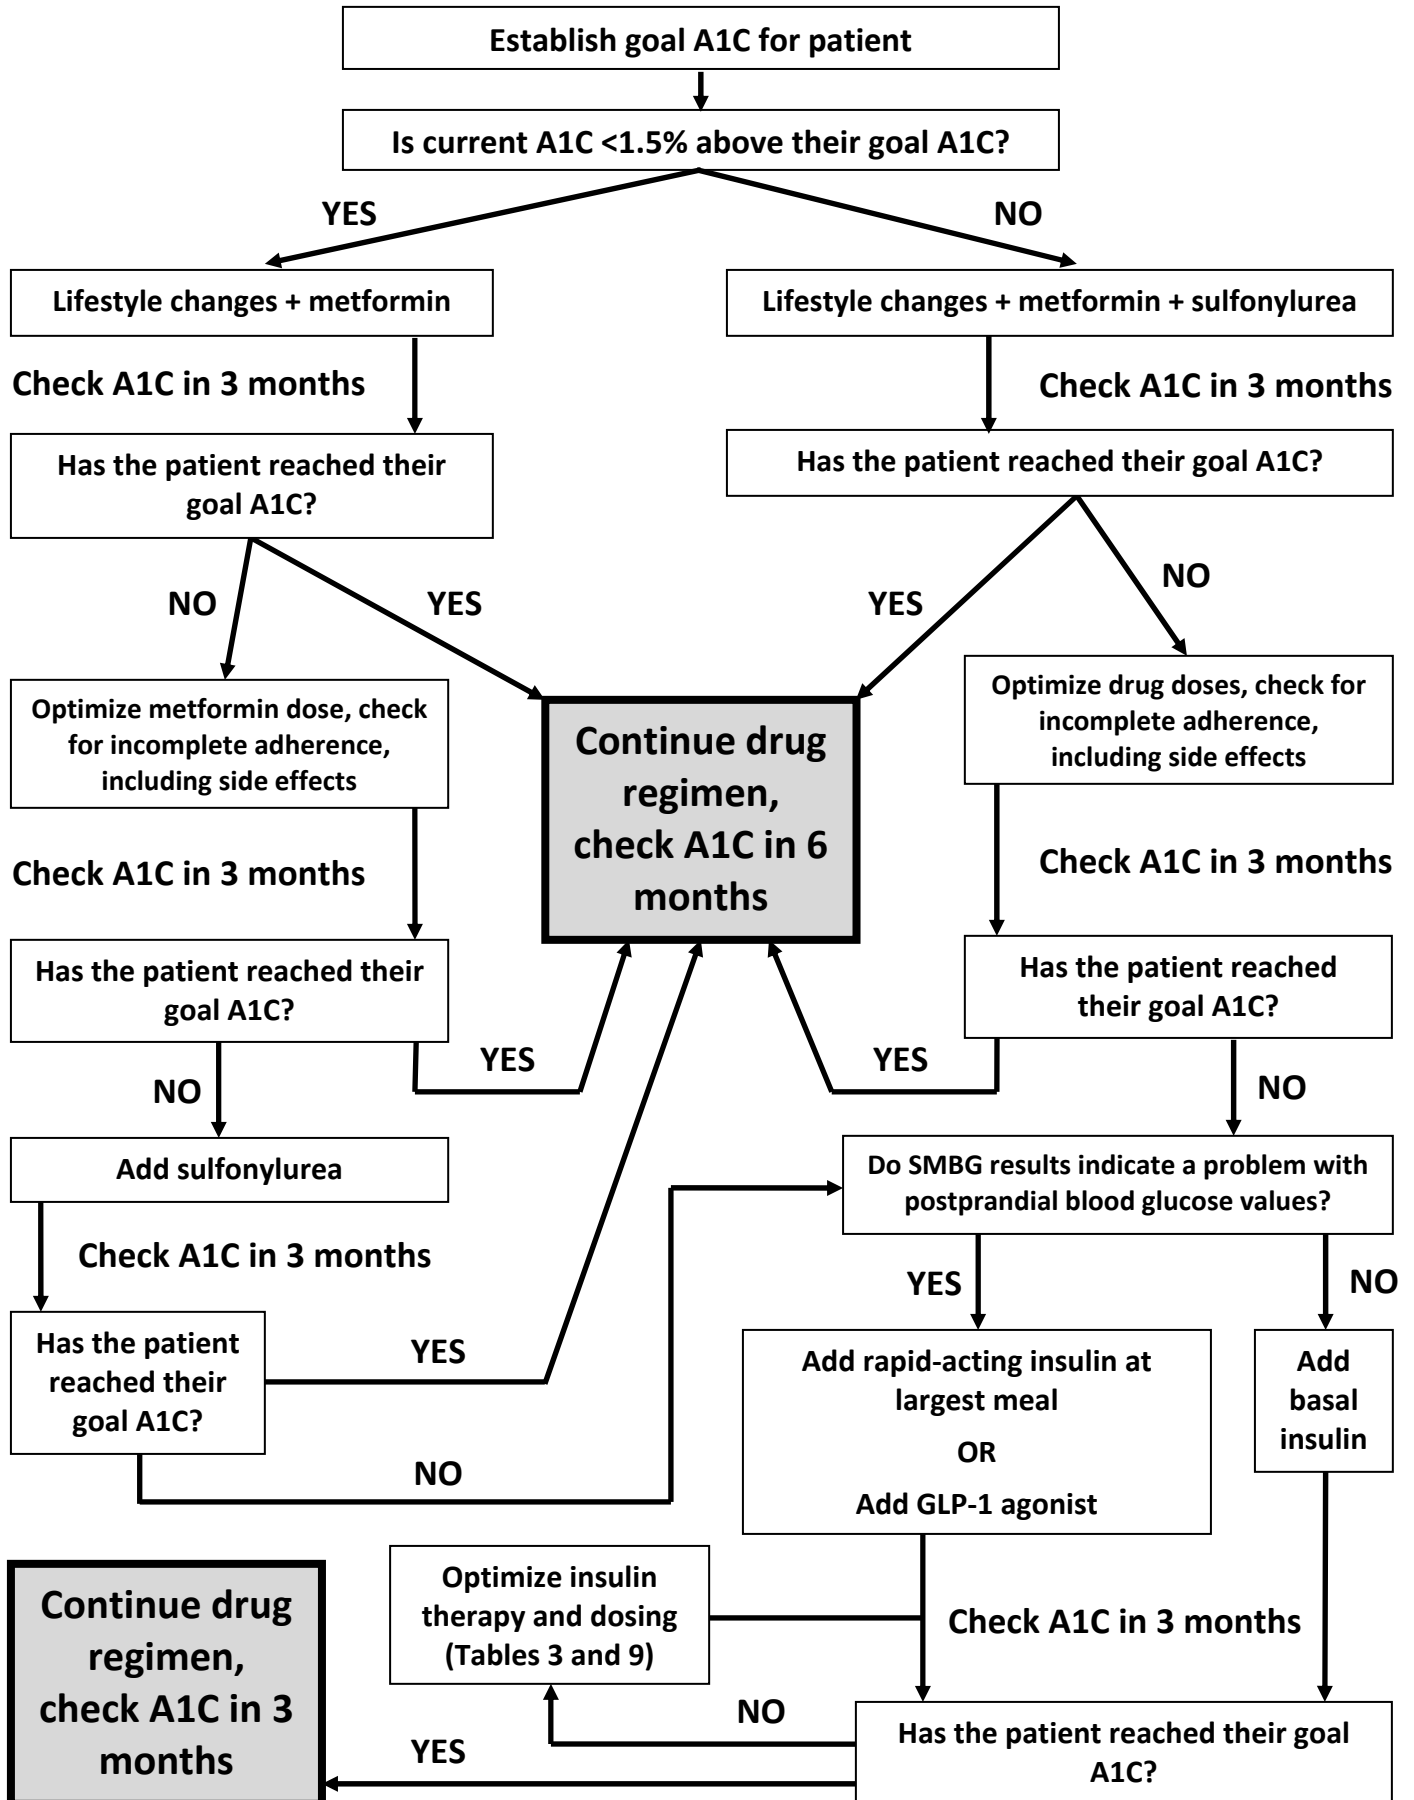 Establish goal A1C for patient
Is current A1C <1.5% above their goal A1C?
YES
NO
Lifestyle changes + metformin
Lifestyle changes + metformin + sulfonylurea
Check A1C in 3 months
Check A1C in 3 months
Has the patient reached their
goal A1C?
Has the patient reached their goal A1C?
NO
YES
YES
NO
Optimize metformin dose, check
for incomplete adherence,
including side effects
Continue drug
regimen,
check A1C in 6
months
Optimize drug doses, check for
incomplete adherence,
including side effects
Check A1C in 3 months
Check A1C in 3 months
Has the patient reached their
goal A1C?
Has the patient reached
their goal A1C?
YES
YES
NO
NO
Add sulfonylurea
Do SMBG results indicate a problem with
postprandial blood glucose values?
Check A1C in 3 months
YES
NO
Has the patient
reached their
goal A1C?
YES
NO
Add rapid-acting insulin at
largest meal
OR
Add GLP-1 agonist
Add
basal
insulin
Optimize insulin
therapy and dosing
(Tables 3 and 9)
Check A1C in 3 months
Continue drug
regimen,
check A1C in 3
months
NO
YES
Has the patient reached their goal
A1C?